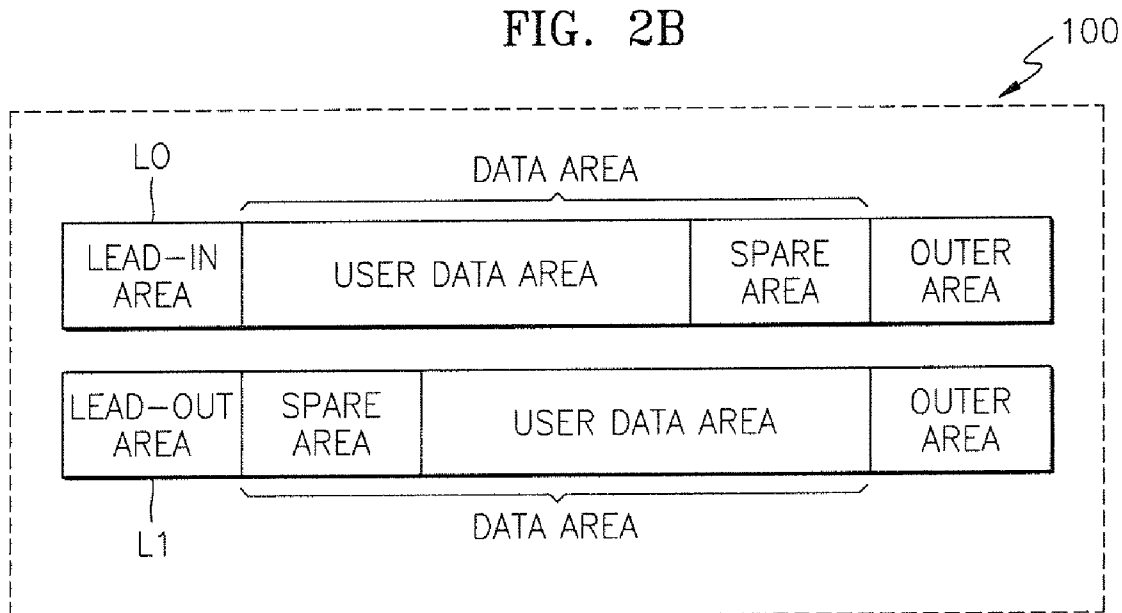 FIG. 2B
100
L0
DATA AREA
LEAD-IN
AREA
USER DATA AREA
SPARE
AREA
OUTER
AREA
LEAD-OUT
AREA
SPARE
AREA
USER DATA AREA
OUTER
AREA
L1
DATA AREA